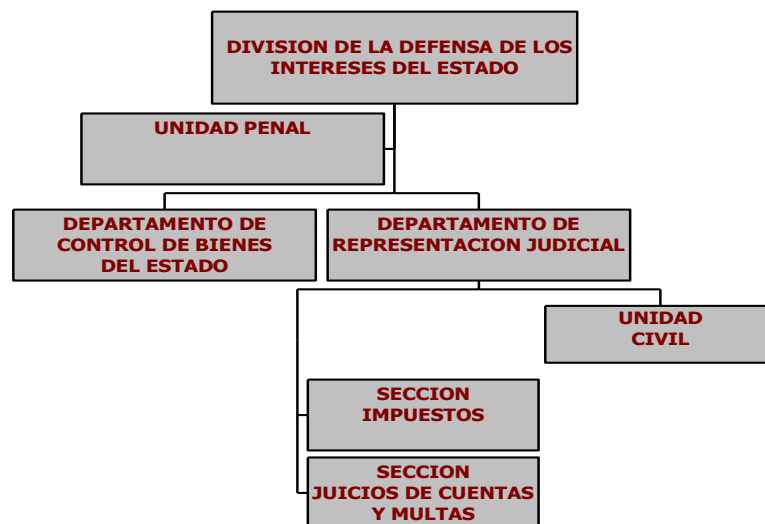 DIVISION DE LA DEFENSA DE LOS
INTERESES DEL ESTADO
UNIDAD PENAL
DEPARTAMENTO DE
CONTROL DE BIENES
DEL ESTADO
DEPARTAMENTO DE
REPRESENTACION JUDICIAL
UNIDAD
CIVIL
SECCION
IMPUESTOS
SECCION
JUICIOS DE CUENTAS
Y MULTAS